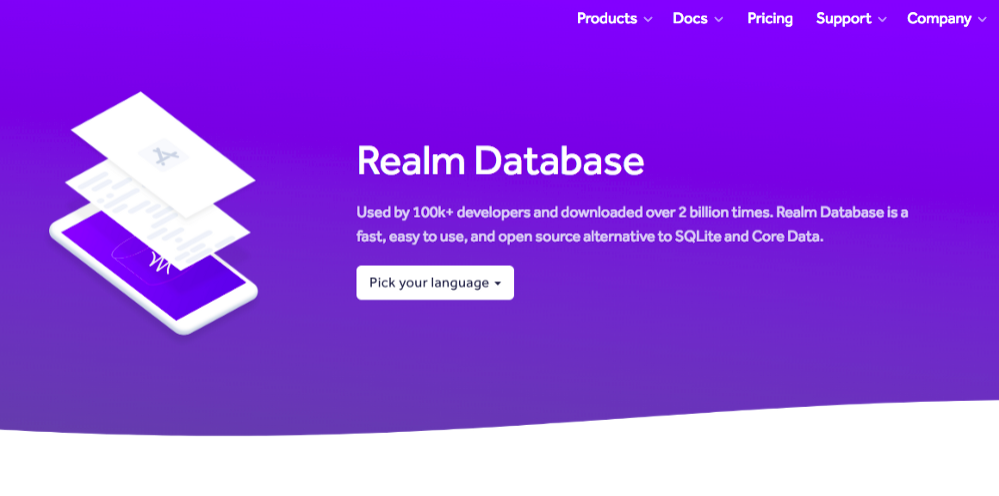 Products Docs Pricing Support Company
Realm Database
Used by 100k+ developers and downloaded over 2 billion times. Realm Database is a
fast, easy to use, and open source alternative to SQLite and Core Data.
Pick your language